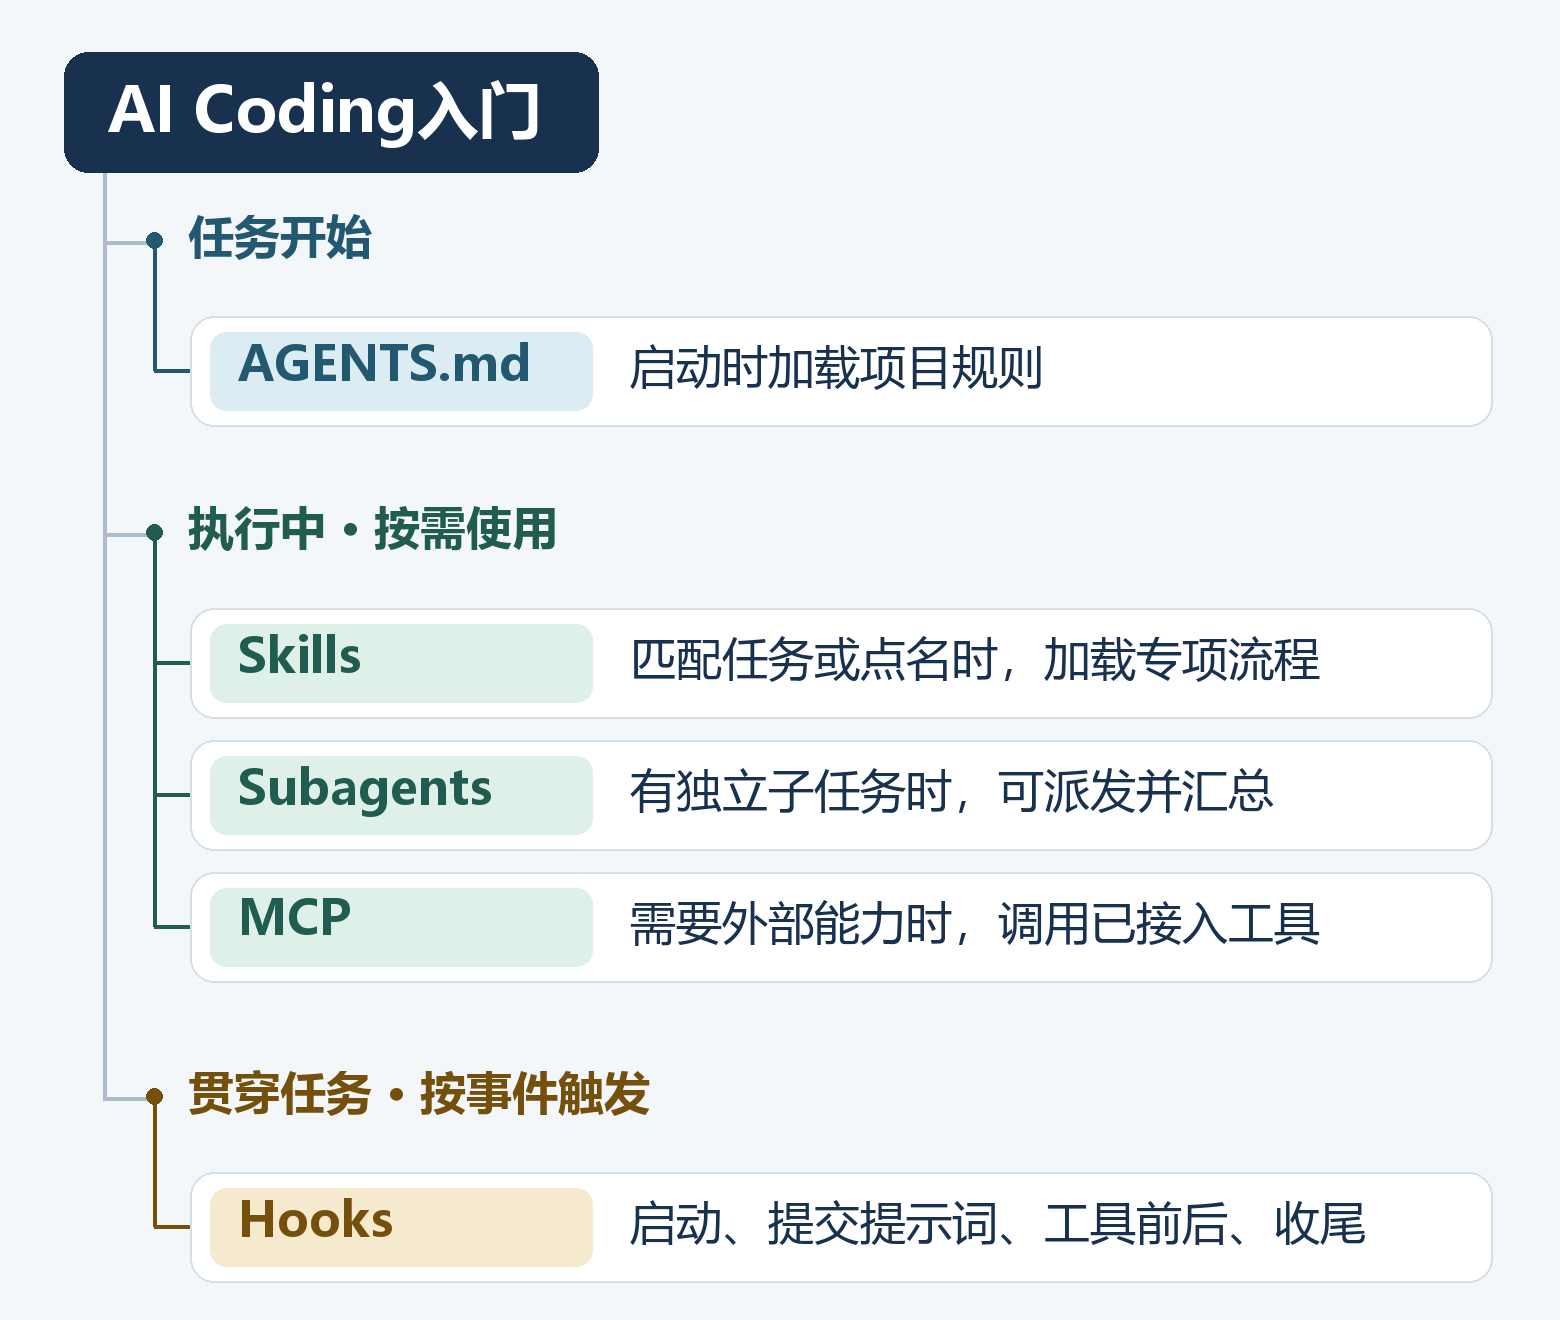 AI Coding入门
任务开始
AGENTS.md 启动时加载项目规则
执行中·按需使用
Skills 匹配任务或点名时，加载专项流程
Subagents 有独立子任务时，可派发并汇总
MCP 需要外部能力时，调用已接入工具
贯穿任务·按事件触发
Hooks 启动、提交提示词、工具前后、收尾